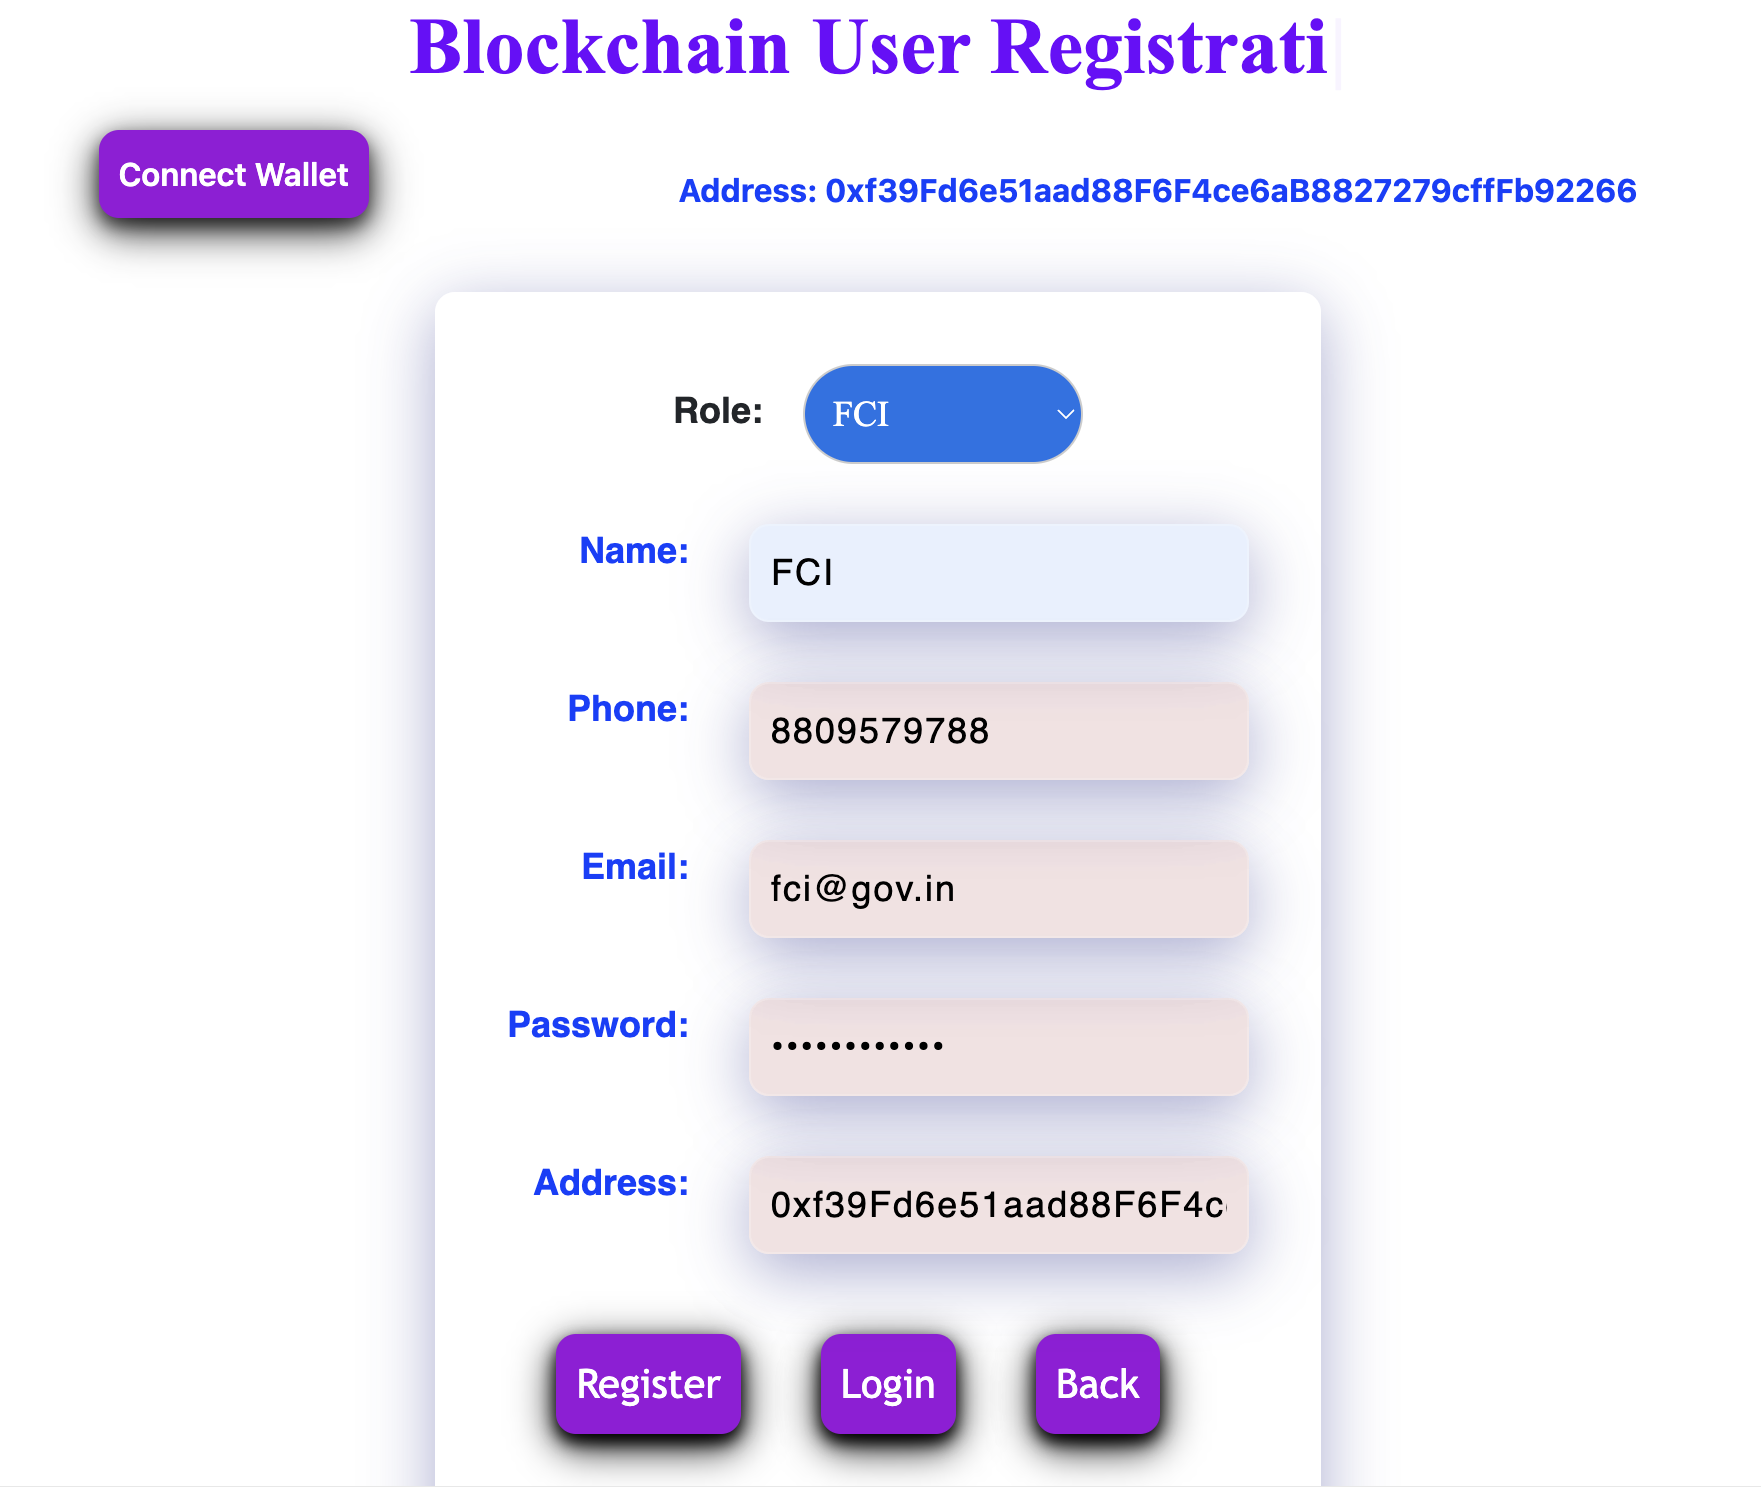 Blockchain User Registrati
Connect Wallet
Address: 0xf39Fd6e51aad88F6F4ce6aB8827279cffFb92266
Role: FCI
Name: FCI
Phone: 8809579788
Email: fci@gov.in
Password: ••••••••••••
Address: 0xf39Fd6e51aad88F6F4c
Register Login Back